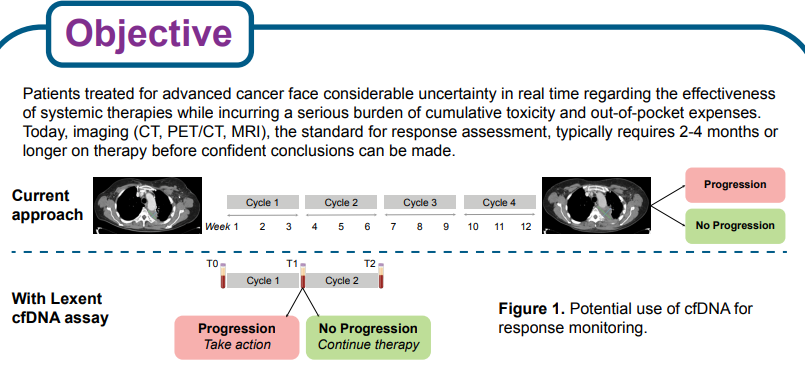 Objective
Patients treated for advanced cancer face considerable uncertainty in real time regarding the effectiveness
of systemic therapies while incurring a serious burden of cumulative toxicity and out-of-pocket expenses.
Today, imaging (CT, PET/CT, MRI), the standard for response assessment, typically requires 2-4 months or
longer on therapy before confident conclusions can be made.
Current
approach
Cycle 1 Cycle 2 Cycle 3 Cycle 4
Week 1 2 3 4 5 6 7 8 9 10 11 12
Progression
No Progression
With Lexent
cfDNA assay
T0 T1 T2
Cycle 1 Cycle 2
Progression
Take action
No Progression
Continue therapy
Figure 1. Potential use of cfDNA for
response monitoring.